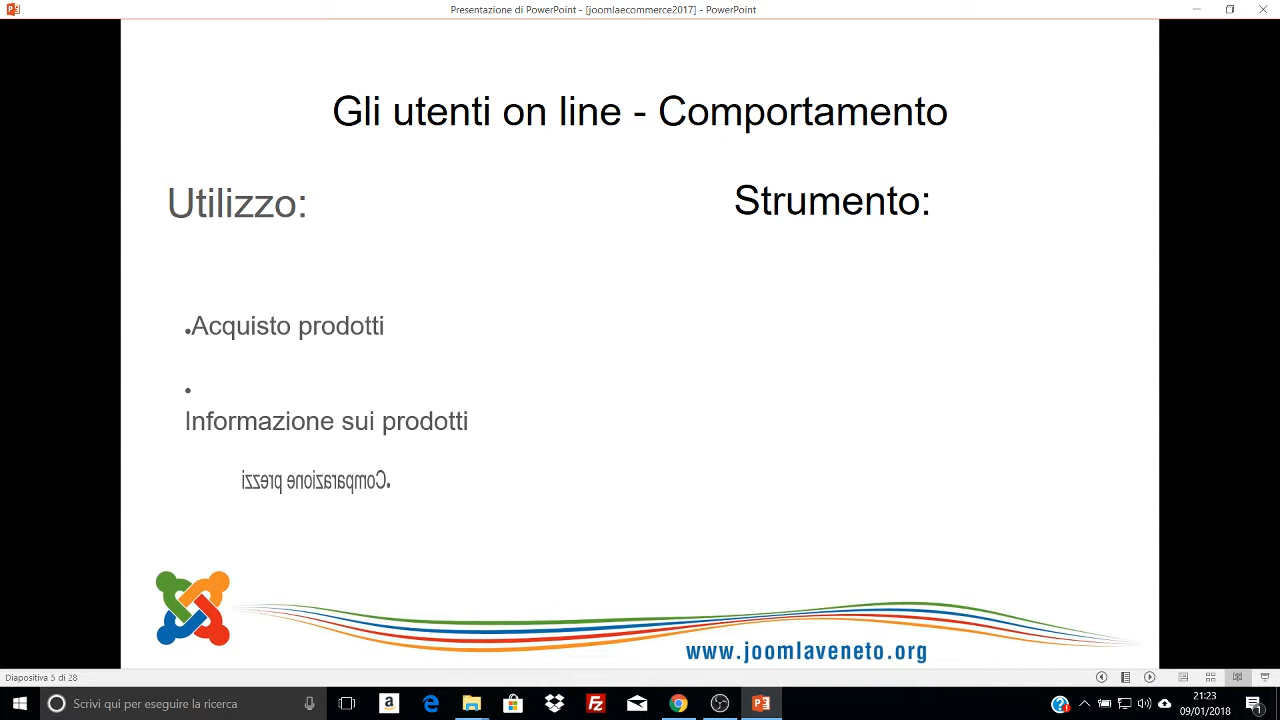 Presentazione di PowerPoint - [joomlaecommerce2017] - PowerPoint
Gli utenti on line - Comportamento
Utilizzo:
Strumento:
•Acquisto prodotti
•
Informazione sui prodotti
•Comparazione prezzi
www.joomlaveneto.org
Diapositiva 5 di 28
Scrivi qui per eseguire la ricerca
21:23
09/01/2018